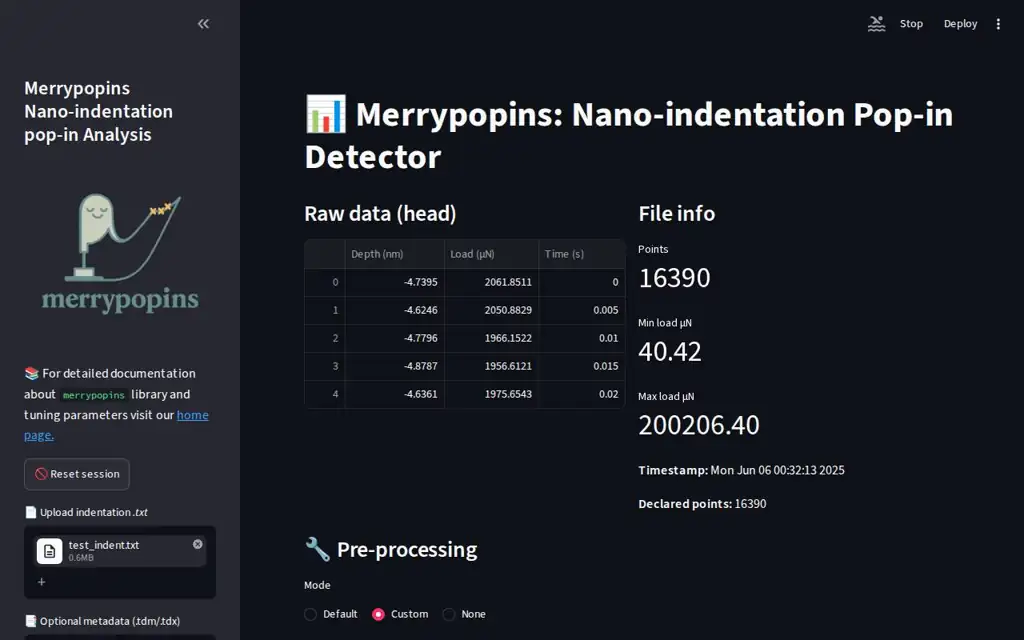 Stop
Deploy
Merrypopins
Nano-indentation
pop-in Analysis
merrypopins
📚 For detailed documentation
about merrypopins library and
tuning parameters visit our home
page.
🚫 Reset session
📄 Upload indentation .txt
test_indent.txt
0.6MB
+
📑 Optional metadata (.tdm/.tdx)
📊 Merrypopins: Nano-indentation Pop-in
Detector
Raw data (head)
Depth (nm) Load (µN) Time (s)
0 -4.7395 2061.8511 0
1 -4.6246 2050.8829 0.005
2 -4.7796 1966.1522 0.01
3 -4.8787 1956.6121 0.015
4 -4.6361 1975.6543 0.02
File info
Points
16390
Min load µN
40.42
Max load µN
200206.40
Timestamp: Mon Jun 06 00:32:13 2025
Declared points: 16390
🔧 Pre-processing
Mode
Default Custom None